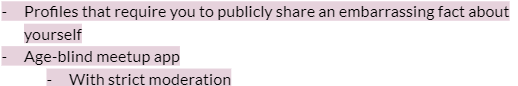 - Profiles that require you to publicly share an embarrassing fact about
yourself
- Age-blind meetup app
- With strict moderation